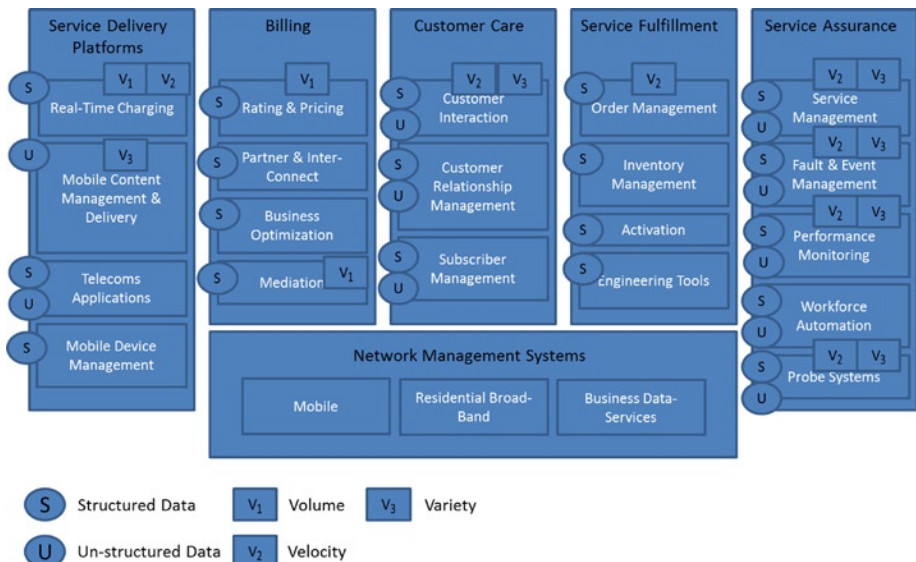 Service Delivery
Platforms
V1
V2
S
Real-Time Charging
U
V3
Mobile Content
Management &
Delivery
S
Telecoms
U
Applications
S
Mobile Device
Management
Billing
V1
S
Rating & Pricing
S
Partner & Inter-
Connect
S
Business
Optimization
V1
S
Mediation
Customer Care
V2
V3
S
Customer
U
Interaction
S
Customer
Relationship
U
Management
S
Subscriber
U
Management
Service Fulfillment
V2
S
Order Management
S
Inventory
Management
S
Activation
S
Engineering Tools
Service Assurance
V2
V3
S
Service
Management
U
V2
V3
S
Fault & Event
Management
U
V2
V3
S
Performance
Monitoring
U
S
Workforce
Automation
U
V2
V3
S
Probe Systems
U
Network Management Systems
Mobile
Residential Broad-
Band
Business Data-
Services
S
Structured Data
V1
Volume
V3
Variety
U
Un-structured Data
V2
Velocity